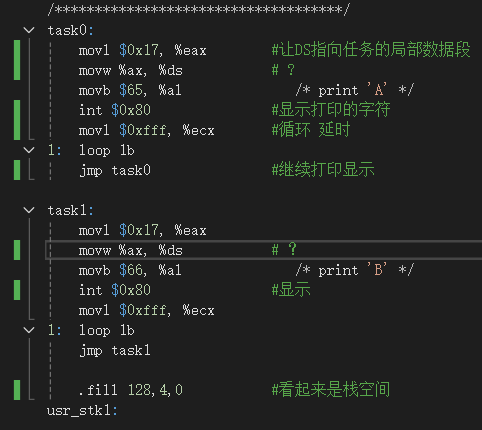 /***********************************/
task0:
movl $0x17, %eax #让DS指向任务的局部数据段
movw %ax, %ds # ?
movb $65, %al /* print 'A' */
int $0x80 #显示打印的字符
movl $0xfff, %ecx #循环 延时
1: loop 1b
jmp task0 #继续打印显示
task1:
movl $0x17, %eax
movw %ax, %ds # ?
movb $66, %al /* print 'B' */
int $0x80 #显示
movl $0xfff, %ecx
1: loop 1b
jmp task1
.fill 128,4,0 #看起来是栈空间
usr_stk1: